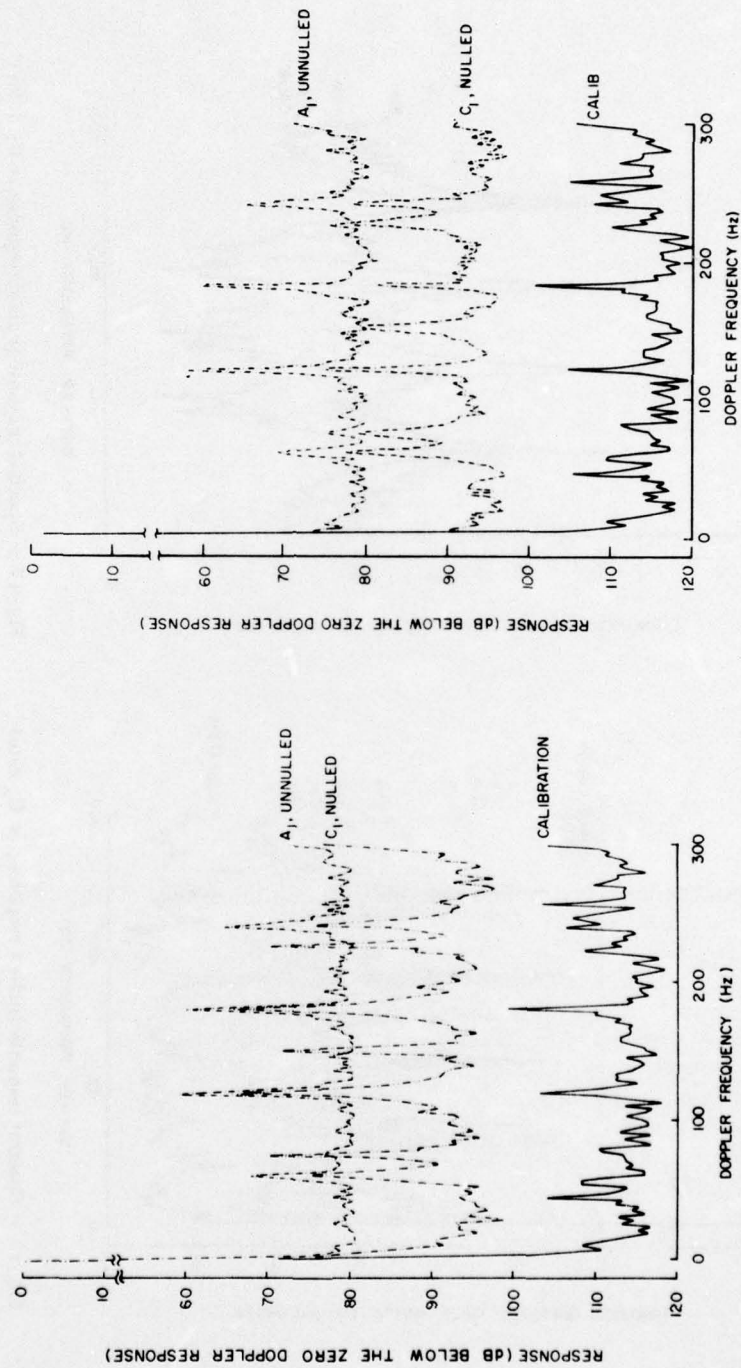 RESPONSE (dB BELOW THE ZERO DOPPLER RESPONSE)
0
10
60
70
80
90
100
110
120
A₁, UNNULLED
C₁, NULLED
CALIBRATION
0
100
200
300
DOPPLER FREQUENCY (Hz)
RESPONSE (dB BELOW THE ZERO DOPPLER RESPONSE)
0
10
60
70
80
90
100
110
120
A₁, UNNULLED
C₁, NULLED
CALIB
0
100
200
300
DOPPLER FREQUENCY (Hz)